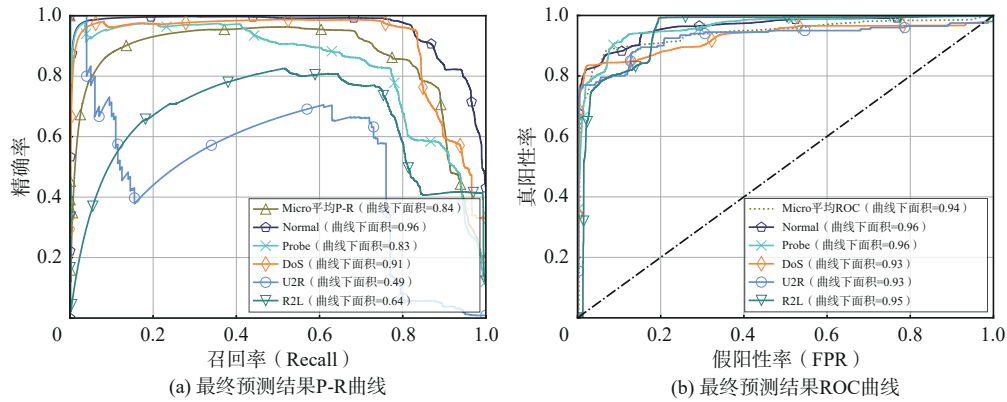 1.0
0.8
0.6
0.4
0.2
0
0.2
0.4
0.6
0.8
1.0
精确率
召回率（Recall）
Micro平均P-R（曲线下面积=0.84）
Normal（曲线下面积=0.96）
Probe（曲线下面积=0.83）
DoS（曲线下面积=0.91）
U2R（曲线下面积=0.49）
R2L（曲线下面积=0.64）
(a) 最终预测结果P-R曲线
1.0
0.8
0.6
0.4
0.2
0
0.2
0.4
0.6
0.8
1.0
真阳性率
假阳性率（FPR）
Micro平均ROC（曲线下面积=0.94）
Normal（曲线下面积=0.96）
Probe（曲线下面积=0.96）
DoS（曲线下面积=0.93）
U2R（曲线下面积=0.93）
R2L（曲线下面积=0.95）
(b) 最终预测结果ROC曲线